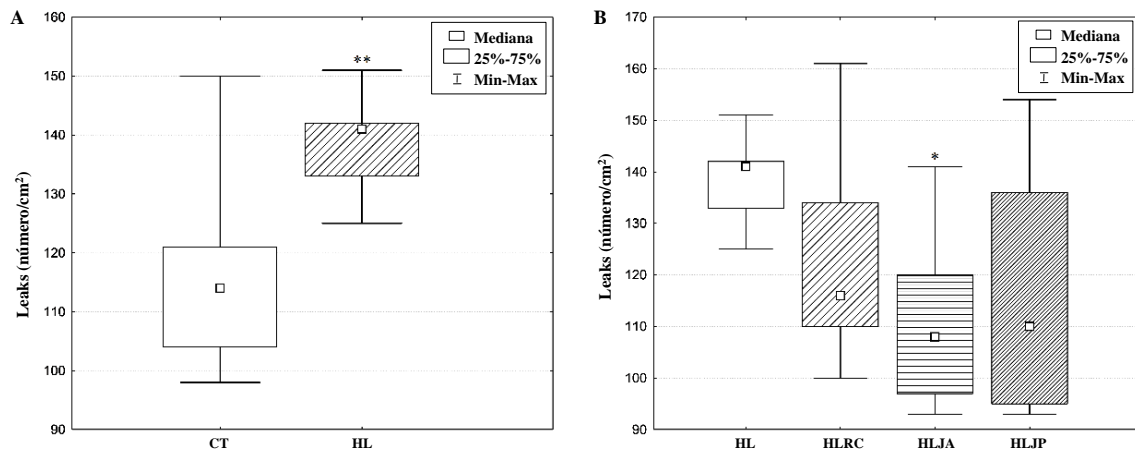 A
160
150
140
130
120
110
100
90
Leaks (número/cm²)
**
Mediana
25%-75%
Min-Max
CT HL
B
170
160
150
140
130
120
110
100
90
Leaks (número/cm²)
*
Mediana
25%-75%
Min-Max
HL HLRC HLJA HLJP